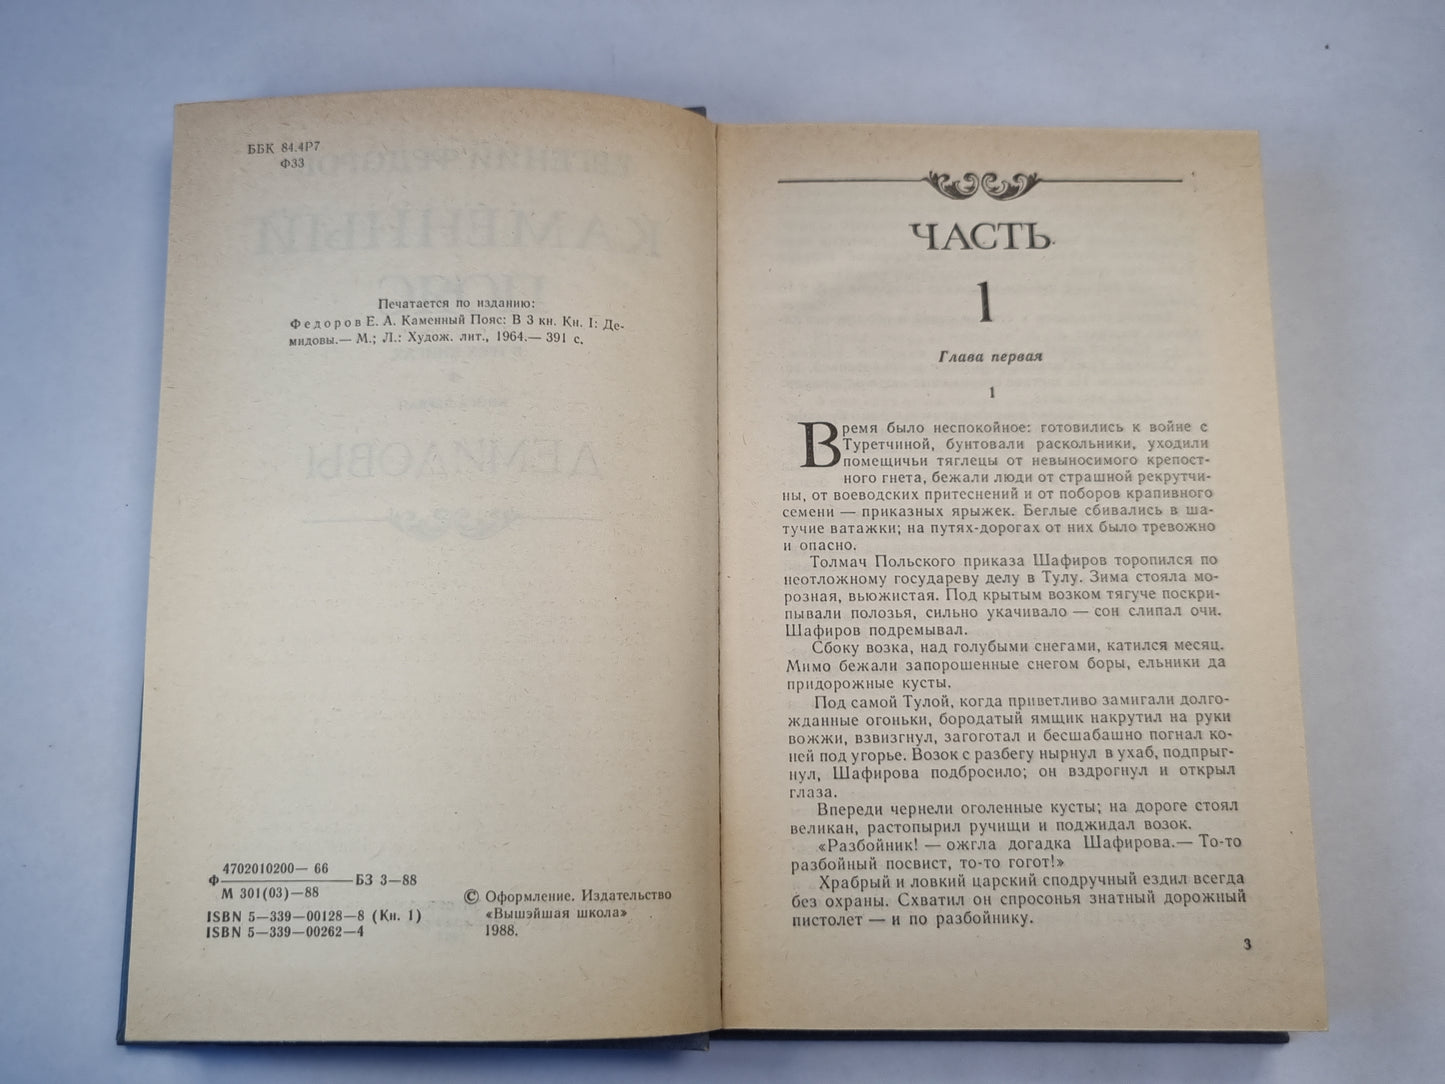 ББК 84.4Р7
Ф33
Печатается по изданию:
Федоров Е. А. Каменный Пояс: В 3 кн. Кн. I: Де-
мидовы.— М.; Л.: Худож. лит., 1964.— 391 с.
Ф 4702010200—66 БЗ 3—88
М 301(03)—88
ISBN 5—339—00128—8 (Кн. 1)
ISBN 5—339—00262—4
© Оформление. Издательство
«Вышэйшая школа»
1988.
ЧАСТЬ
1
Глава первая
1
Время было неспокойное: готовились к войне с
Туретчиной, бунтовали раскольники, уходили
помещичьи тяглецы от невыносимого крепост-
ного гнета, бежали люди от страшной рекрутчи-
ны, от воеводских притеснений и от поборов крапивного
семени — приказных ярыжек. Беглые сбивались в ша-
тучие ватажки; на путях-дорогах от них было тревожно
и опасно.
Толмач Польского приказа Шафиров торопился по
неотложному государеву делу в Тулу. Зима стояла мо-
розная, вьюжистая. Под крытым возком тягуче поскри-
пывали полозья, сильно укачивало — сон слипал очи.
Шафиров подремывал.
Сбоку возка, над голубыми снегами, катился месяц.
Мимо бежали запорошенные снегом боры, ельники да
придорожные кусты.
Под самой Тулой, когда приветливо замигали долго-
жданные огоньки, бородатый ямщик накрутил на руки
вожжи, взвизгнул, загоготал и бесшабашно погнал ко-
ней под угорье. Возок с разбегу нырнул в ухаб, подпрыг-
нул, Шафирова подбросило; он вздрогнул и открыл
глаза.
Впереди чернели оголенные кусты; на дороге стоял
великан, растопырил ручищи и поджидал возок.
«Разбойник! — ожгла догадка Шафирова.— То-то
разбойный посвист, то-то гогот!»
Храбрый и ловкий царский сподручный ездил всегда
без охраны. Схватил он спросонья знатный дорожный
пистолет — и по разбойнику.
3